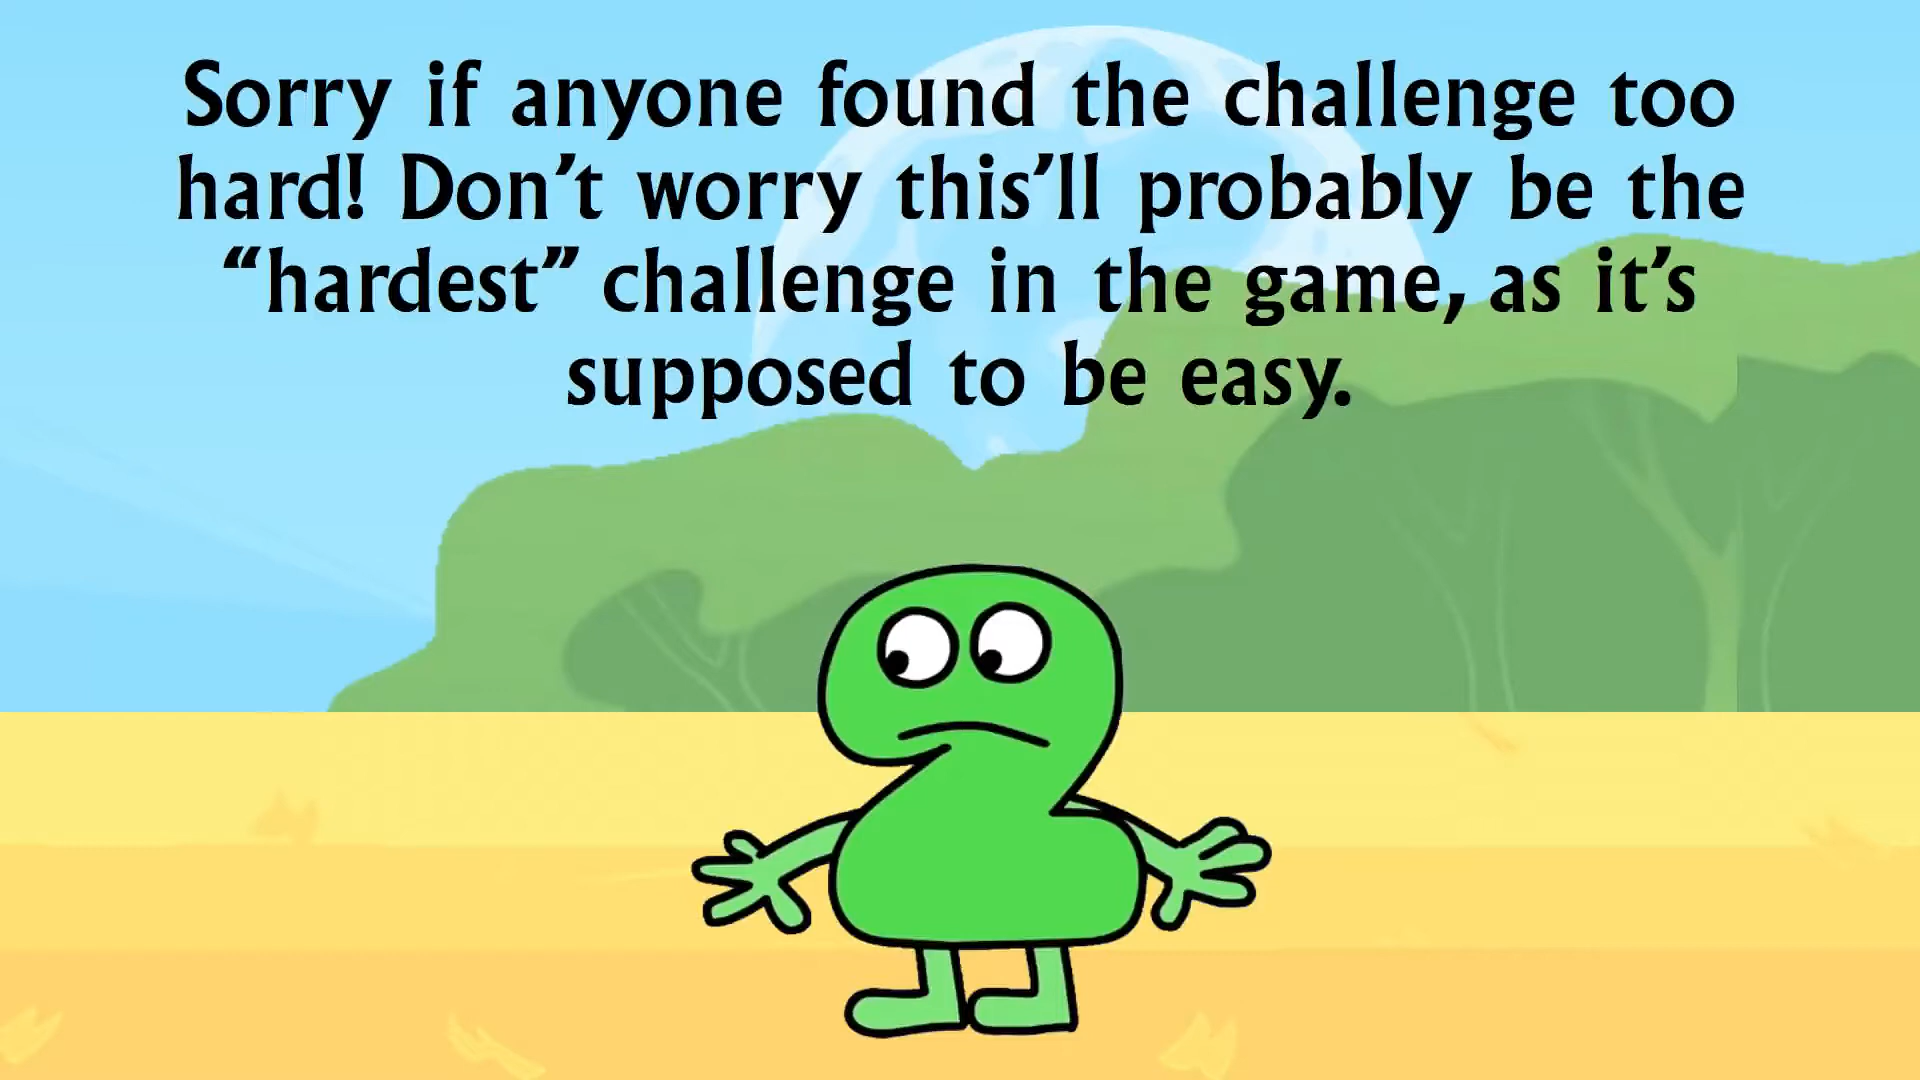 Sorry if anyone found the challenge too
hard! Don’t worry this’ll probably be the
“hardest” challenge in the game, as it’s
supposed to be easy.